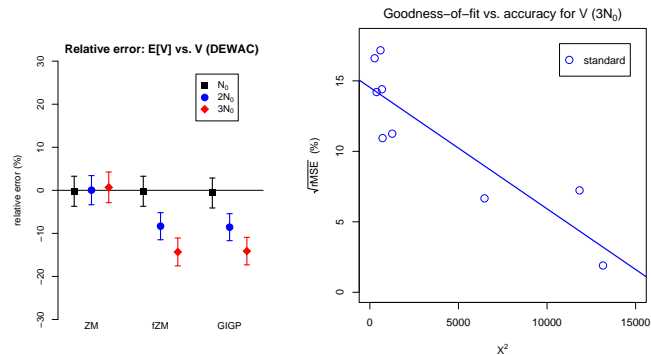 Relative error: E[V] vs. V (DEWAC)
relative error (%)
30
20
10
0
−10
−20
−30
N₀
2N₀
3N₀
ZM
fZM
GIGP
Goodness−of−fit vs. accuracy for V (3N₀)
√rMSE (%)
15
10
5
0
standard
0
5000
10000
15000
X²